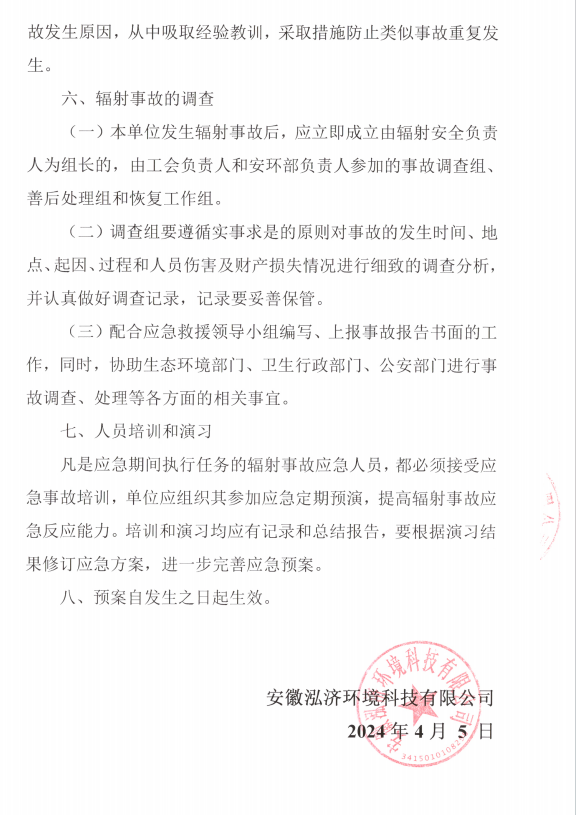 故发生原因，从中吸取经验教训，采取措施防止类似事故重复发
生。
六、辐射事故的调查
（一）本单位发生辐射事故后，应立即成立由辐射安全负责
人为组长的，由工会负责人和安环部负责人参加的事故调查组、
善后处理组和恢复工作组。
（二）调查组要遵循实事求是的原则对事故的发生时间、地
点、起因、过程和人员伤害及财产损失情况进行细致的调查分析，
并认真做好调查记录，记录要妥善保管。
（三）配合应急救援领导小组编写、上报事故报告书面的工
作，同时，协助生态环境部门、卫生行政部门、公安部门进行事
故调查、处理等各方面的相关事宜。
七、人员培训和演习
凡是应急期间执行任务的辐射事故应急人员，都必须接受应
急事故培训，单位应组织其参加应急定期预演，提高辐射事故应
急反应能力。培训和演习均应有记录和总结报告，要根据演习结
果修订应急方案，进一步完善应急预案。
八、预案自发生之日起生效。
安徽泓济环境科技有限公司
2024 年 4 月 5 日
安徽泓济环境科技有限公司